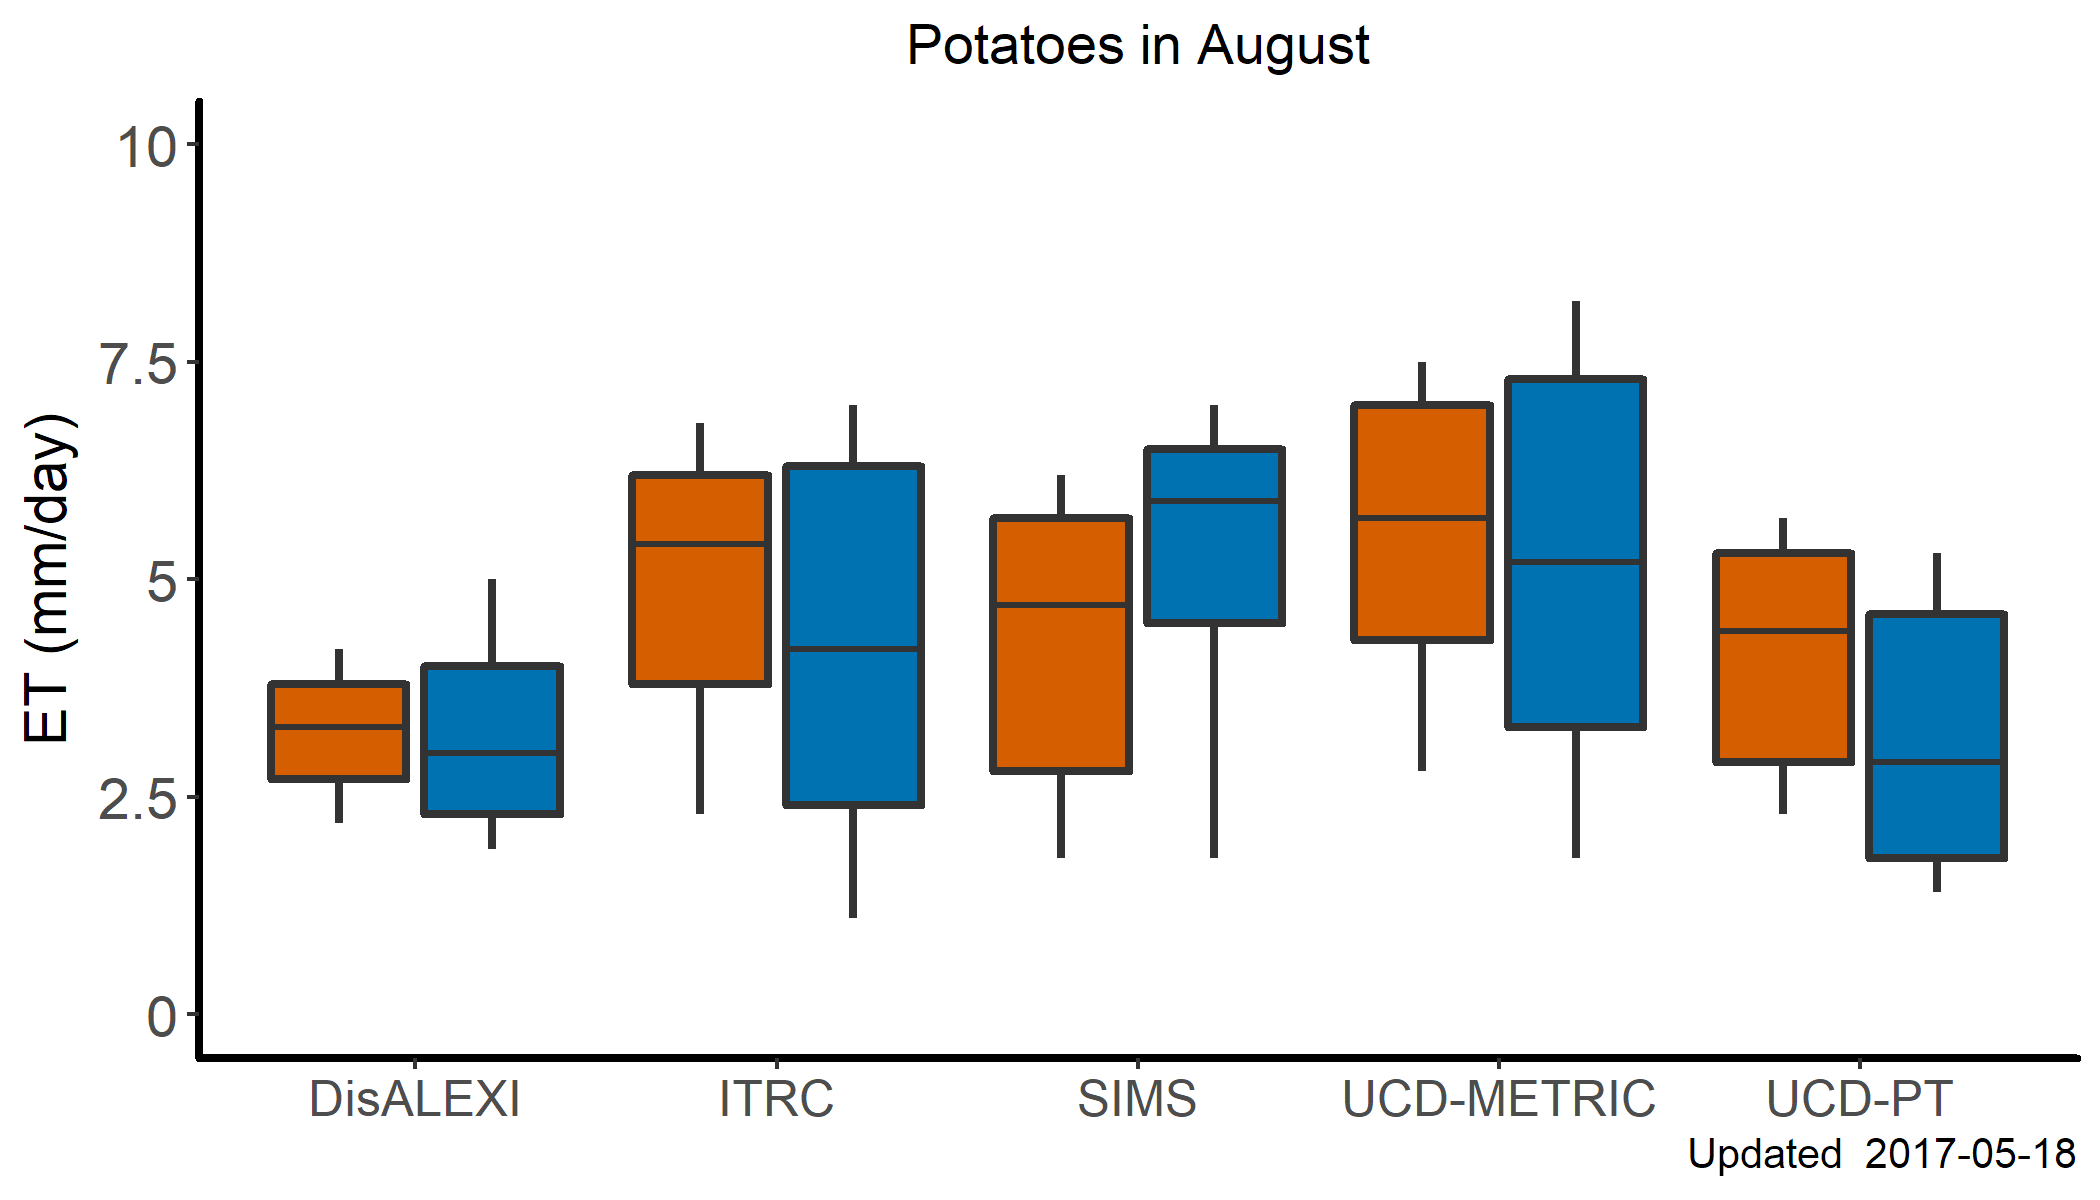 Potatoes in August
ET (mm/day)
10
7.5
5
2.5
0
DisALEXI ITRC SIMS UCD-METRIC UCD-PT
Updated 2017-05-18